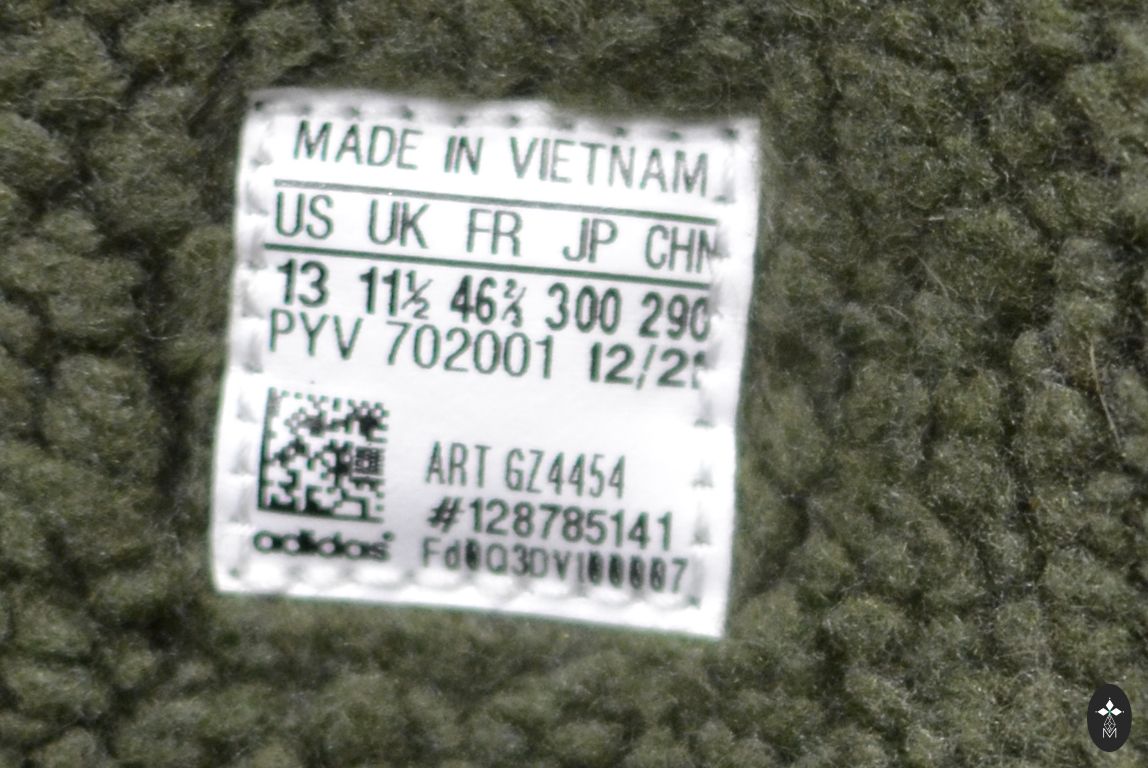 MADE IN VIETNAM
US UK FR JP CHN
13 11½ 46⅔ 300 290
PYV 702001
ART GZ4454
#128785141
adidas